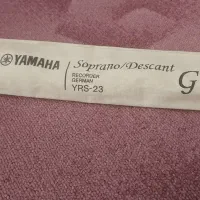 YAMAHA
Soprano/Descant
RECORDER
GERMAN
YRS-23
G